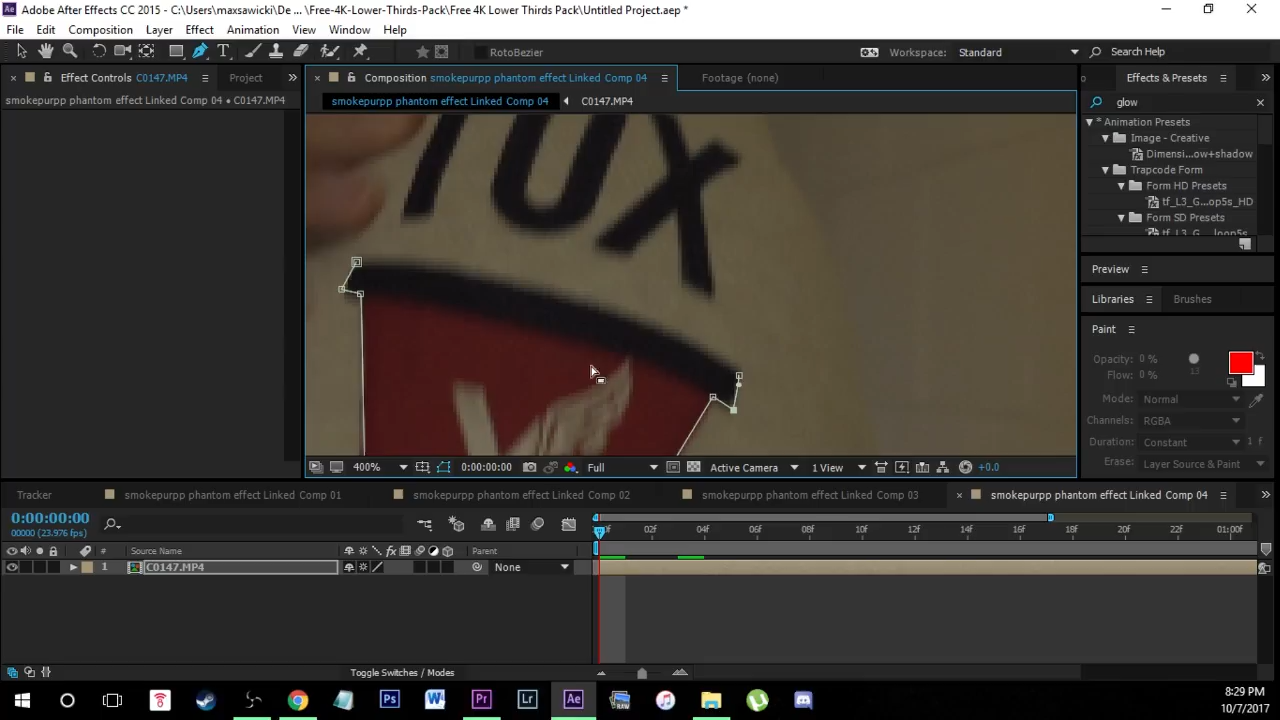 Adobe After Effects CC 2015 - C:\Users\maxsawicki\De ... \Free-4K-Lower-Thirds-Pack\Free 4K Lower Thirds Pack\Untitled Project.aep *
File Edit Composition Layer Effect Animation View Window Help
RotoBezier
Workspace: Standard
Search Help
Effect Controls C0147.MP4
Project
Composition smokepurpp phantom effect Linked Comp 04
Footage (none)
Effects & Presets
smokepurpp phantom effect Linked Comp 04 • C0147.MP4
smokepurpp phantom effect Linked Comp 04
C0147.MP4
glow
* Animation Presets
Image - Creative
Dimensi...ow+shadow
Trapcode Form
Form HD Presets
tf_L3_G...op5s_HD
Form SD Presets
tf_L3_G...loop5s
Preview
Libraries
Brushes
Paint
Opacity: 0 %
Flow: 0 %
13
Mode: Normal
Channels: RGBA
Duration: Constant
1 f
Erase: Layer Source & Paint
400%
0:00:00:00
Full
Active Camera
1 View
+0.0
Tracker
smokepurpp phantom effect Linked Comp 01
smokepurpp phantom effect Linked Comp 02
smokepurpp phantom effect Linked Comp 03
smokepurpp phantom effect Linked Comp 04
0:00:00:00
00000 (23.976 fps)
02f 04f 06f 08f 10f 12f 14f 16f 18f 20f 22f 01:00f
# Source Name
Parent
1 C0147.MP4
None
Toggle Switches / Modes
Ps
W
Pr
Lr
Ae
RAW
8:29 PM
10/7/2017